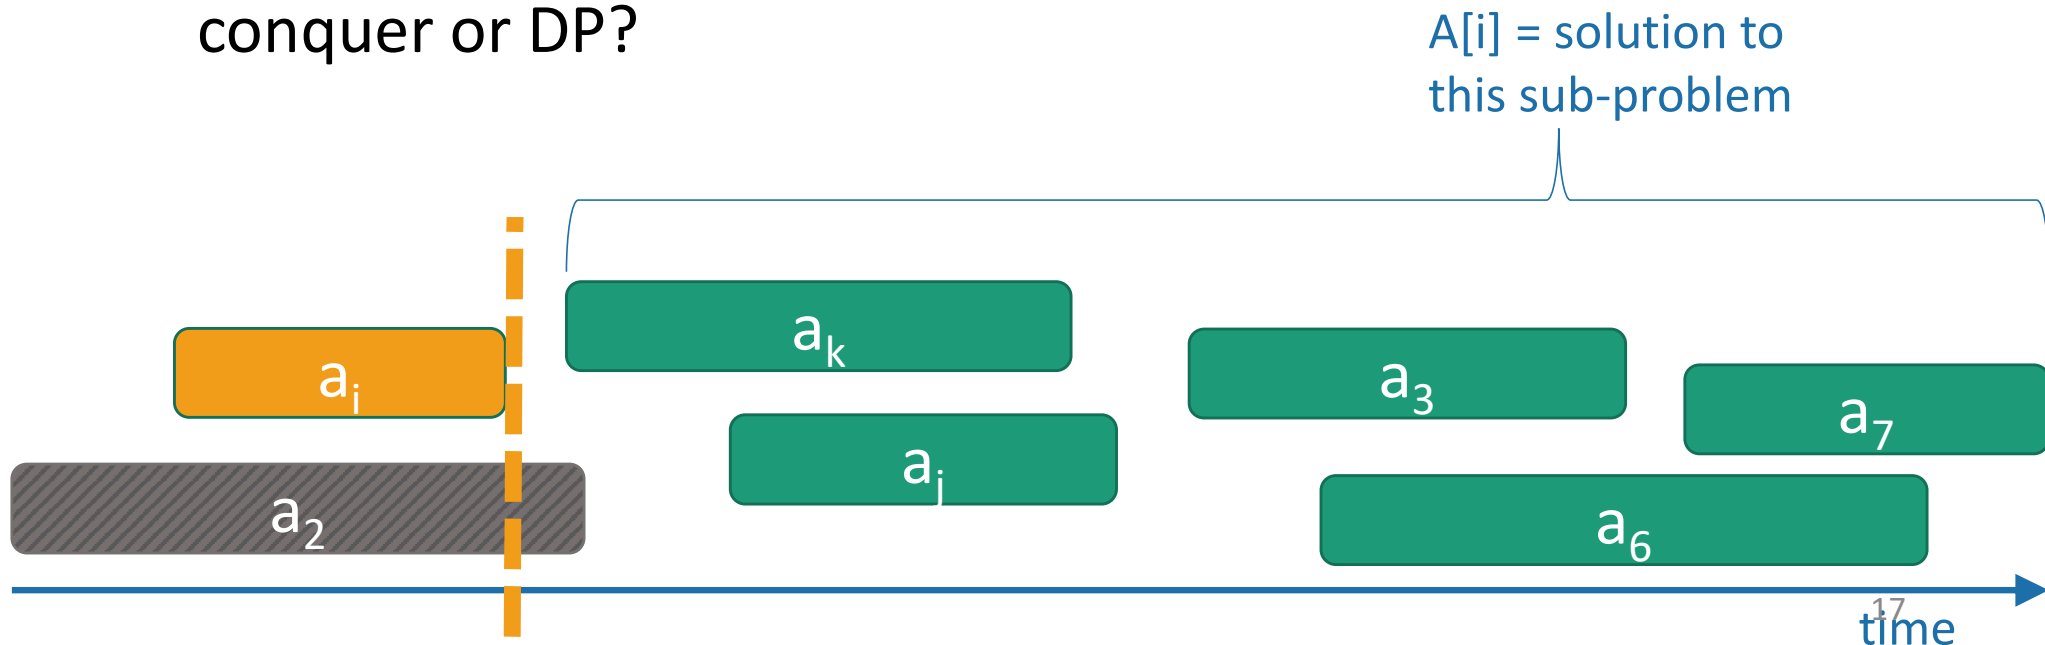 conquer or DP?
A[i] = solution to
this sub-problem
aₖ
aᵢ
a₃
a₇
aⱼ
a₂
a₆
17
time